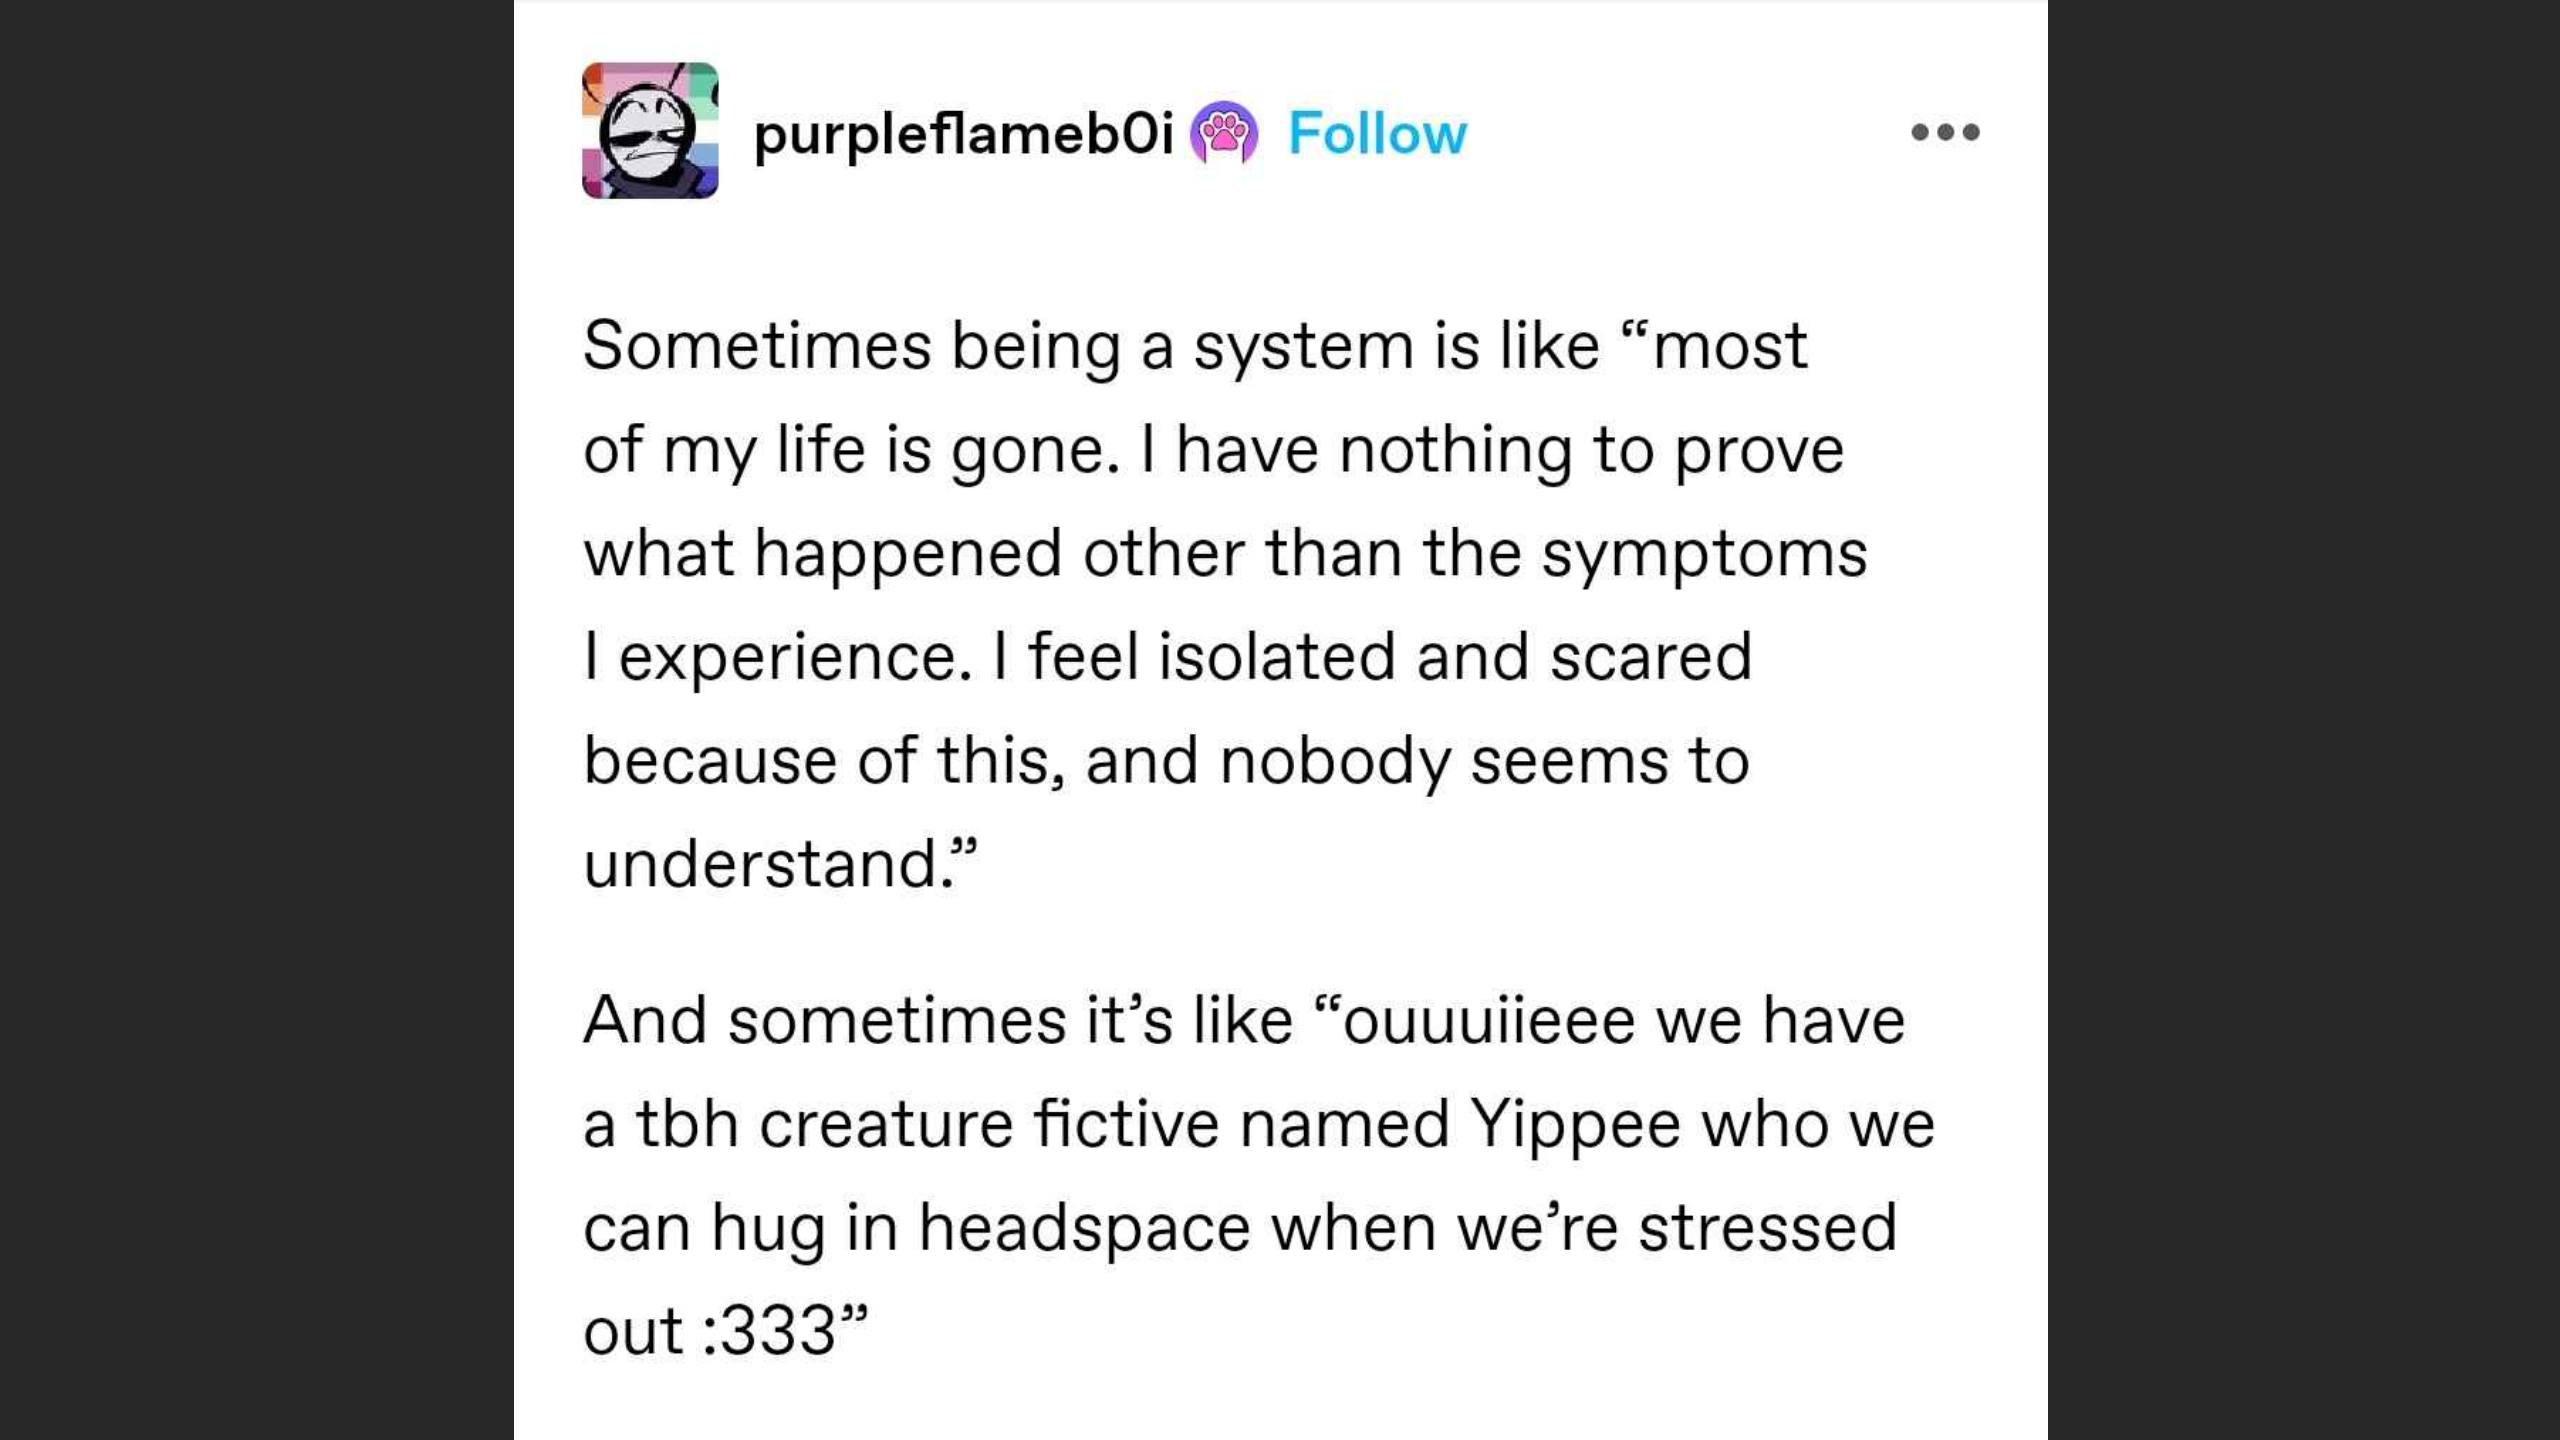 purpleflameb0i Follow
Sometimes being a system is like “most
of my life is gone. I have nothing to prove
what happened other than the symptoms
I experience. I feel isolated and scared
because of this, and nobody seems to
understand.”
And sometimes it’s like “ouuuiieee we have
a tbh creature fictive named Yippee who we
can hug in headspace when we’re stressed
out :333”